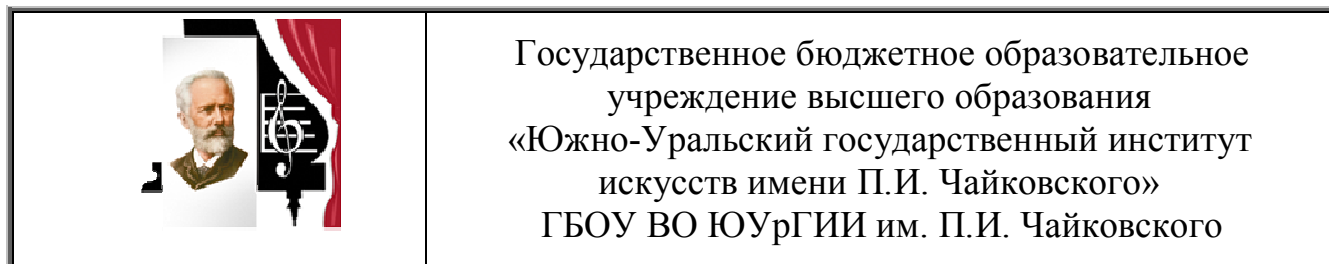 Государственное бюджетное образовательное
учреждение высшего образования
«Южно-Уральский государственный институт
искусств имени П.И. Чайковского»
ГБОУ ВО ЮУрГИИ им. П.И. Чайковского